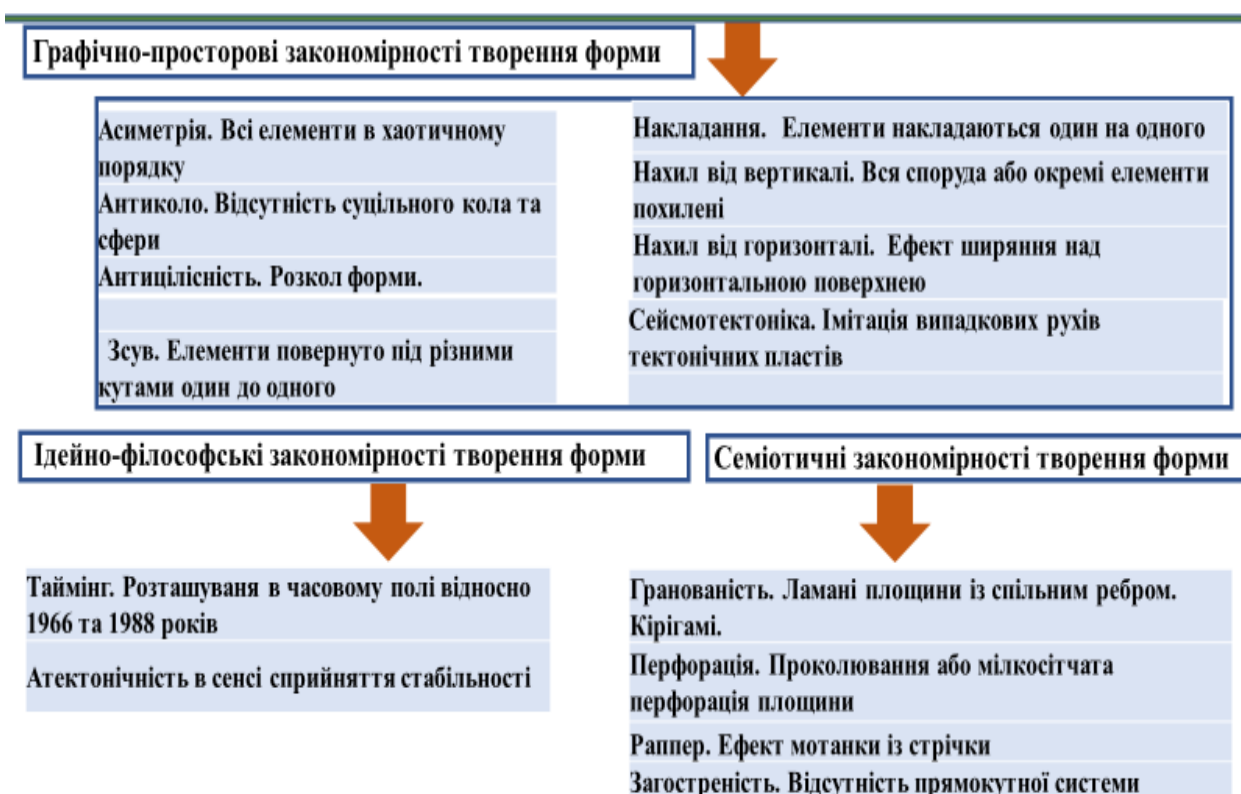 Графічно-просторові закономірності творення форми
Асиметрія. Всі елементи в хаотичному
порядку
Антиколо. Відсутність суцільного кола та
сфери
Антицілісність. Розкол форми.
Зсув. Елементи повернуто під різними
кутами один до одного
Накладання. Елементи накладаються один на одного
Нахил від вертикалі. Вся споруда або окремі елементи
похилені
Нахил від горизонталі. Ефект ширяння над
горизонтальною поверхнею
Сейсмотектоніка. Імітація випадкових рухів
тектонічних пластів
Ідейно-філософські закономірності творення форми
Таймінг. Розташуваня в часовому полі відносно
1966 та 1988 років
Атектонічність в сенсі сприйняття стабільності
Семіотичні закономірності творення форми
Гранованість. Ламані площини із спільним ребром.
Кірігамі.
Перфорація. Проколювання або мілкосітчата
перфорація площини
Раппер. Ефект мотанки із стрічки
Загостреність. Відсутність прямокутної системи